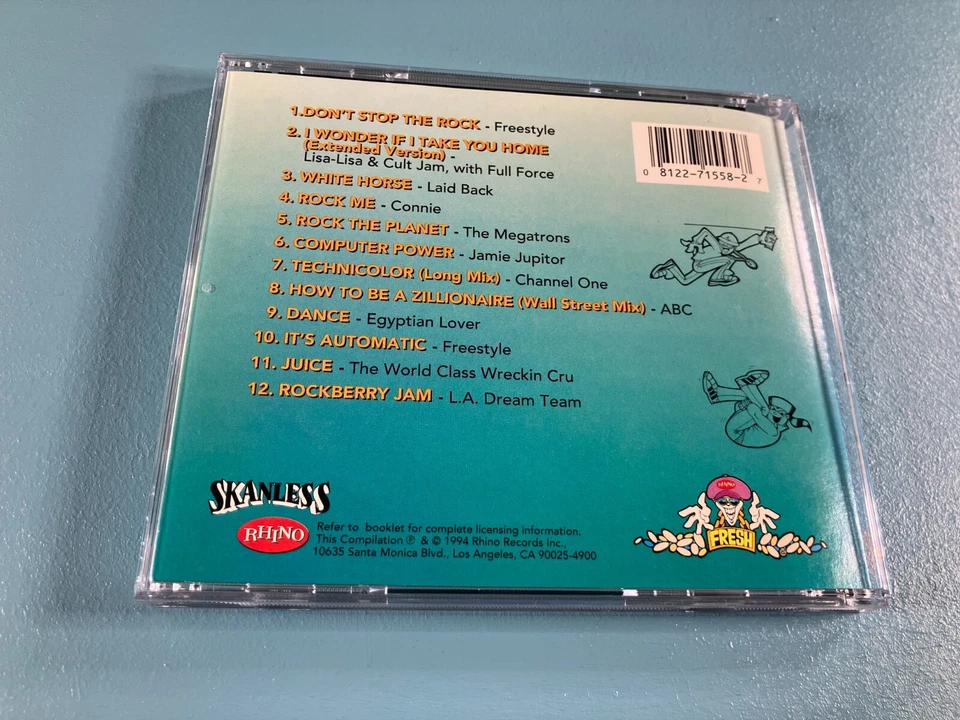 1.DON'T STOP THE ROCK - Freestyle
2. I WONDER IF I TAKE YOU HOME
(Extended Version) -
Lisa-Lisa & Cult Jam, with Full Force
3. WHITE HORSE - Laid Back
4. ROCK ME - Connie
5. ROCK THE PLANET - The Megatrons
6. COMPUTER POWER - Jamie Jupitor
7. TECHNICOLOR (Long Mix) - Channel One
8. HOW TO BE A ZILLIONAIRE (Wall Street Mix) - ABC
9. DANCE - Egyptian Lover
10. IT'S AUTOMATIC - Freestyle
11. JUICE - The World Class Wreckin Cru
12. ROCKBERRY JAM - L.A. Dream Team
0 8122-71558-2 7
SKANLESS
RHINO
Refer to booklet for complete licensing information.
This Compilation ℗ & © 1994 Rhino Records Inc.,
10635 Santa Monica Blvd., Los Angeles, CA 90025-4900
RHINO
FRESH